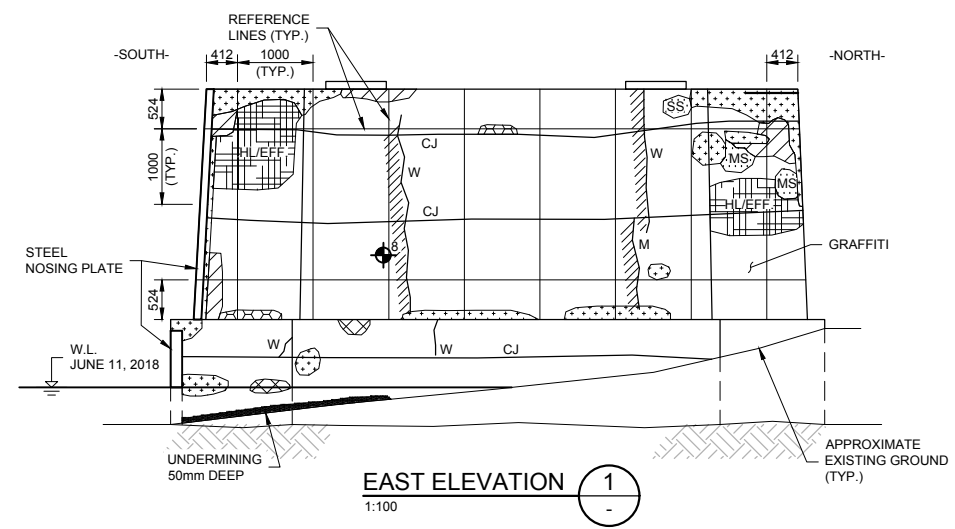 REFERENCE
LINES (TYP.)
-SOUTH-
412
1000
(TYP.)
412
-NORTH-
524
1000
(TYP.)
524
SS
CJ
HL/EFF
W
W
MS
MS
HL/EFF
CJ
M
8
GRAFFITI
STEEL
NOSING PLATE
W.L.
JUNE 11, 2018
W
W
CJ
UNDERMINING
50mm DEEP
APPROXIMATE
EXISTING GROUND
(TYP.)
EAST ELEVATION
1:100
1
-